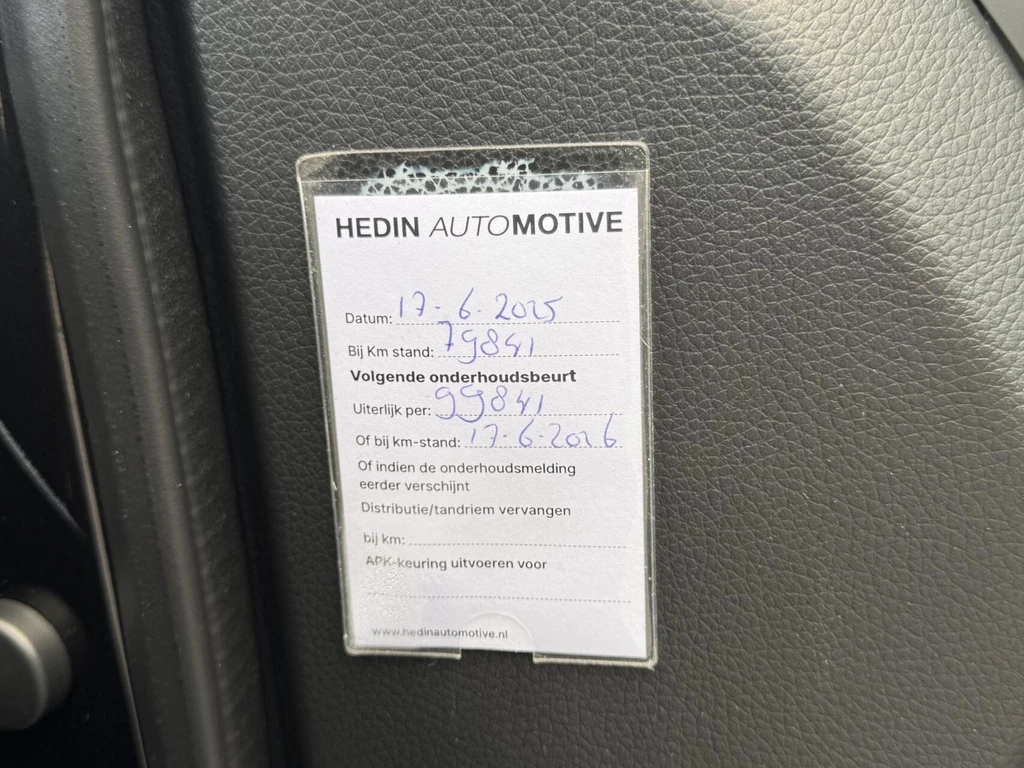 HEDIN AUTOMOTIVE
Datum: 17-6-2025
Bij Km stand: 79841
Volgende onderhoudsbeurt
Uiterlijk per: 99841
Of bij km-stand: 17-6-2026
Of indien de onderhoudsmelding
eerder verschijnt
Distributie/tandriem vervangen
bij km:
APK-keuring uitvoeren voor
www.hedinautomotive.nl